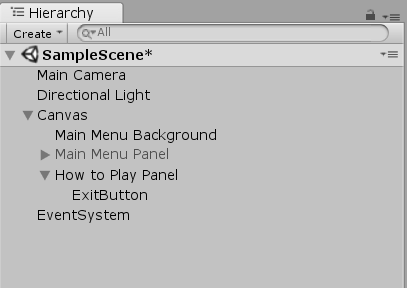 Hierarchy
Create All
SampleScene*
Main Camera
Directional Light
Canvas
Main Menu Background
Main Menu Panel
How to Play Panel
ExitButton
EventSystem